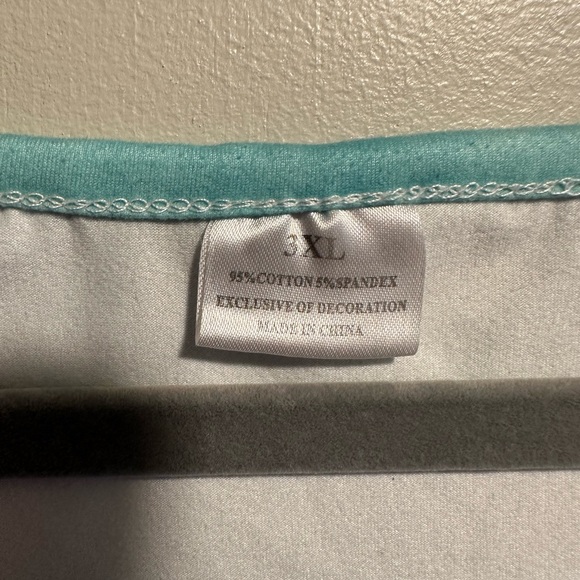 3XL
95%COTTON 5%SPANDEX
EXCLUSIVE OF DECORATION
MADE IN CHINA